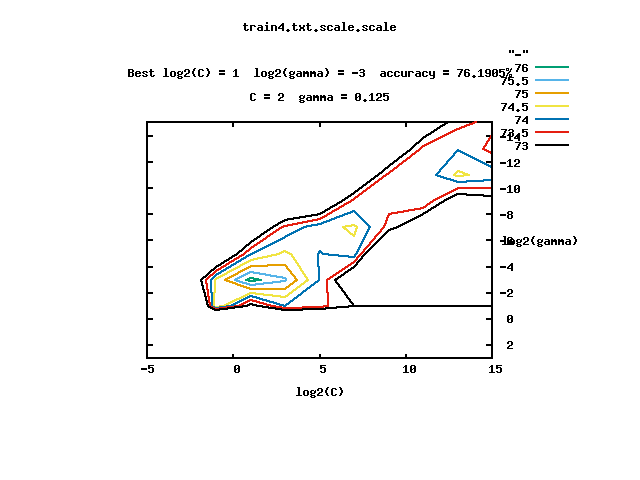 train4.txt.scale.scale
"-"
Best log2(C) = 1 log2(gamma) = -3 accuracy = 76.1905%
C = 2 gamma = 0.125
76
75.5
75
74.5
74
73.5
73
-14
-12
-10
-8
-6
-4
-2
0
2
log2(gamma)
-5 0 5 10 15
log2(C)